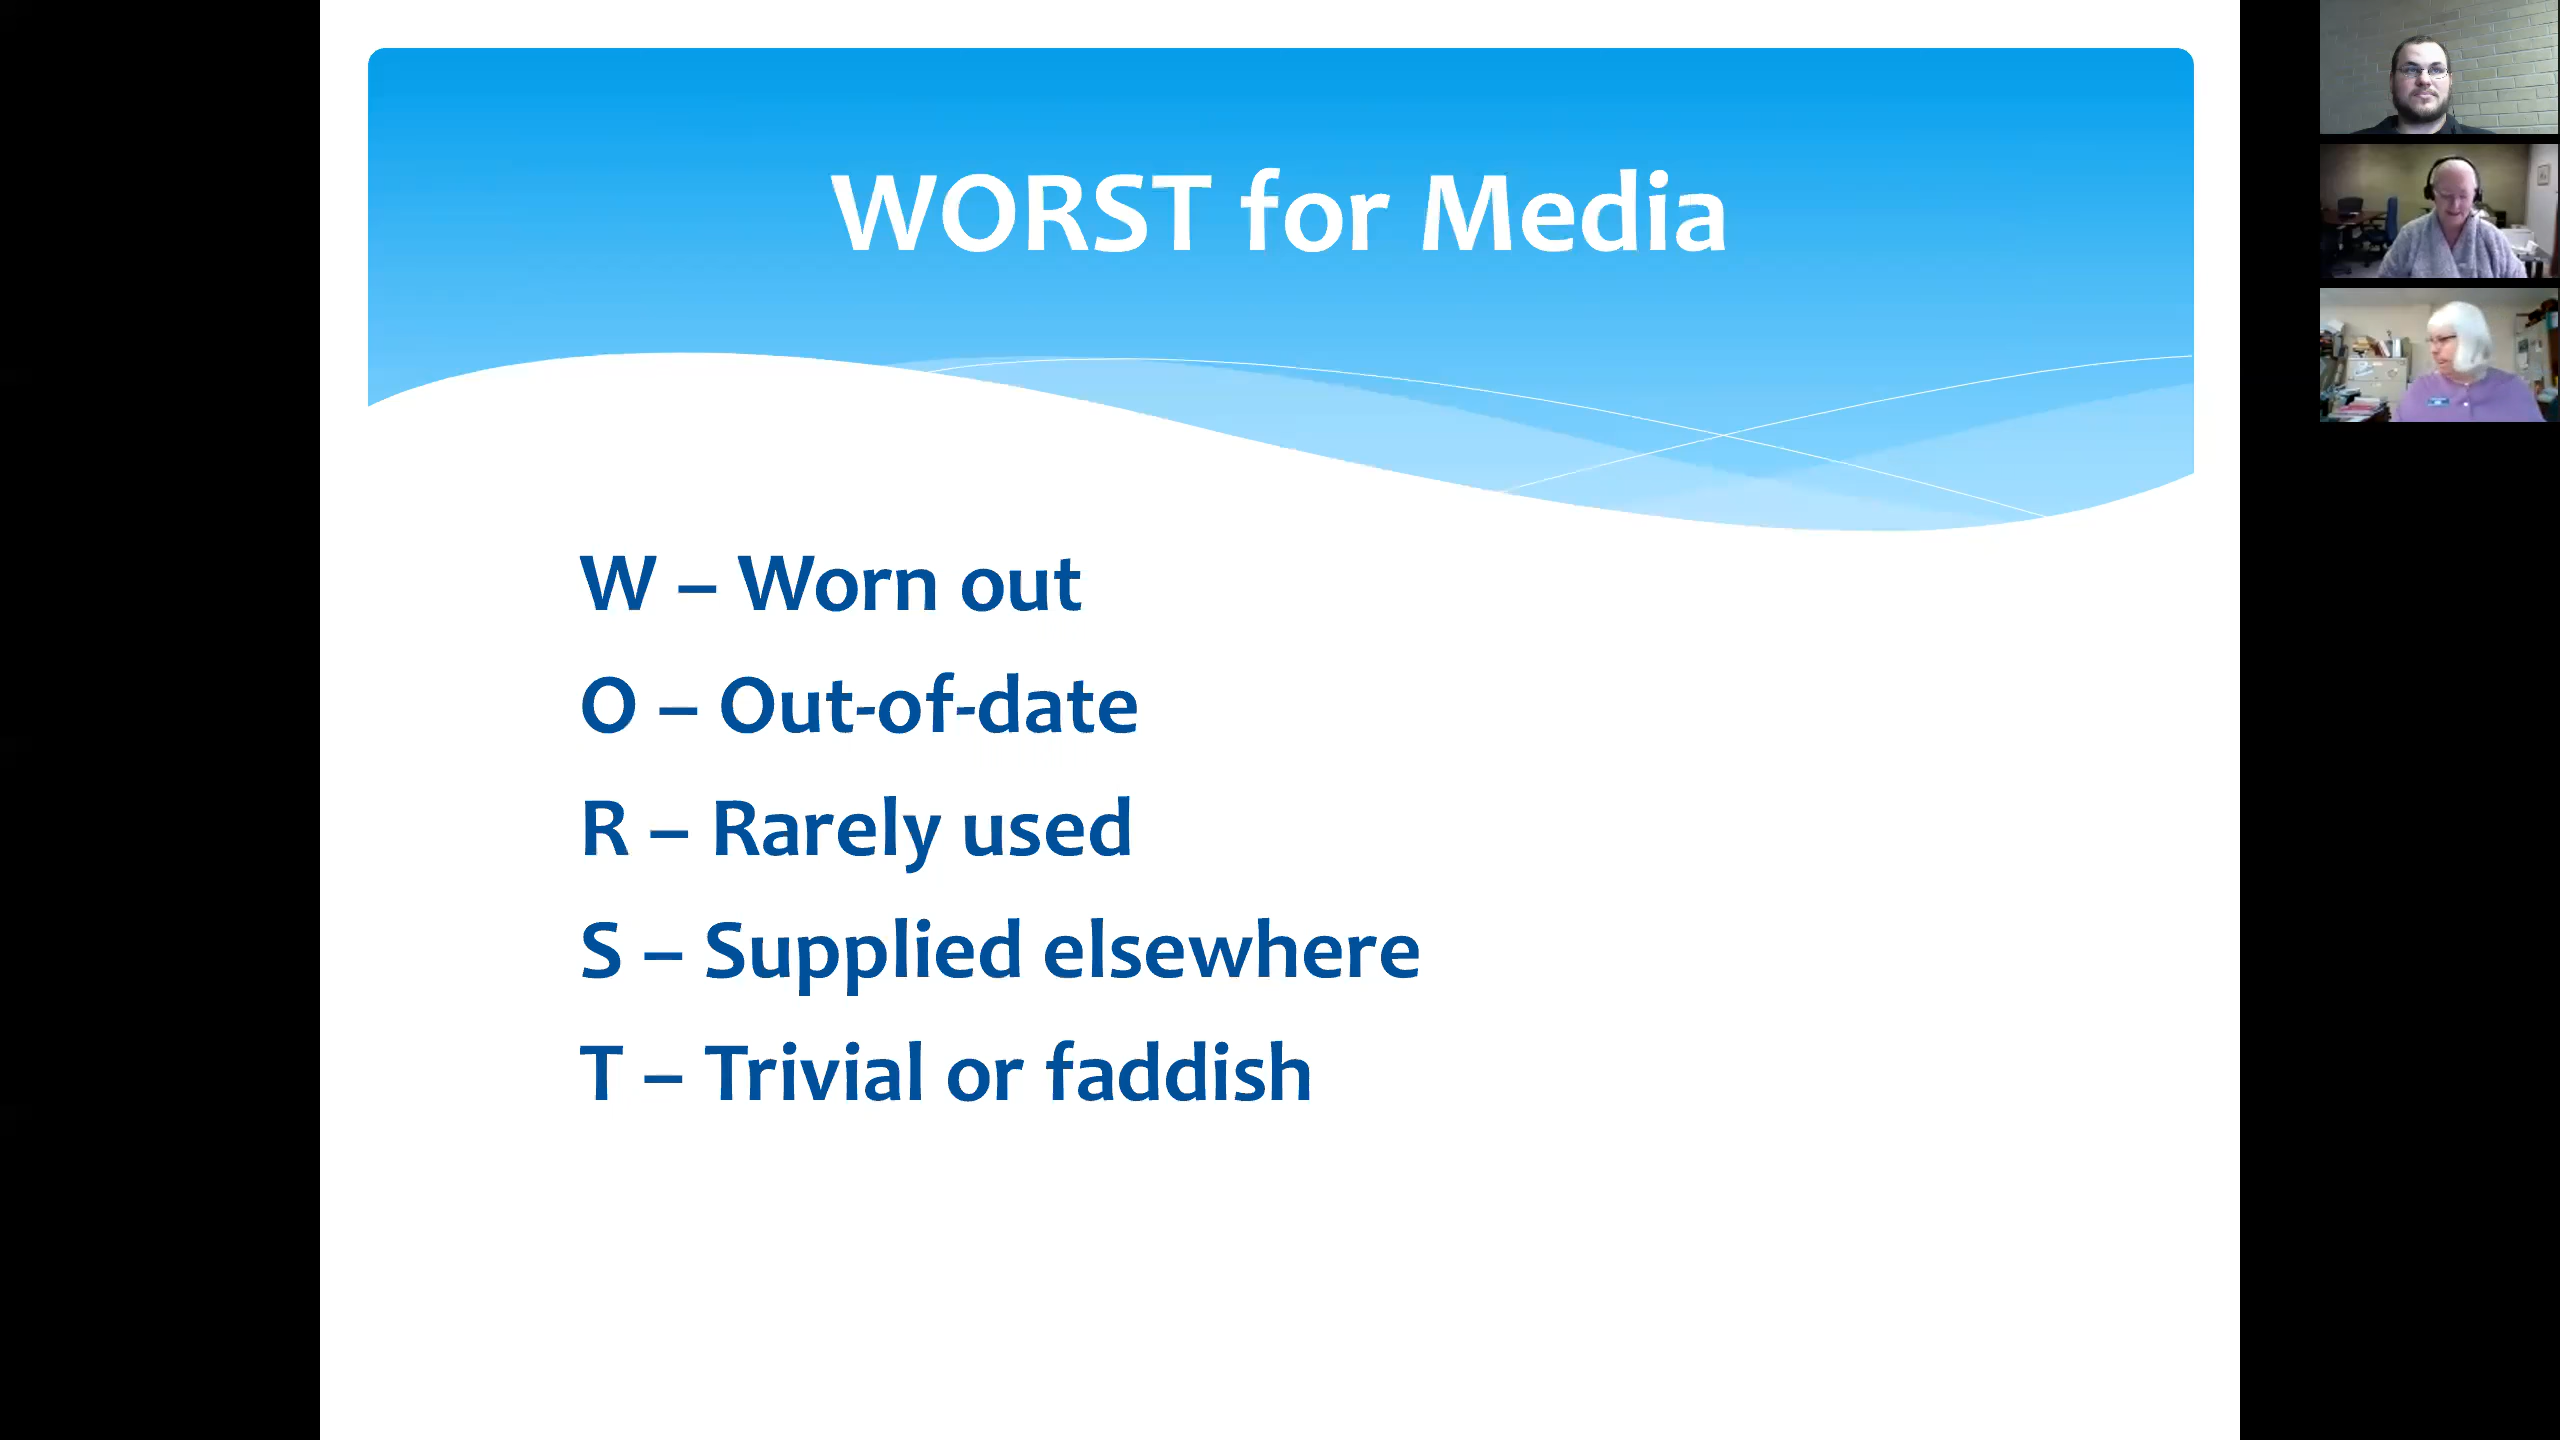 WORST for Media
W – Worn out
O – Out-of-date
R – Rarely used
S – Supplied elsewhere
T – Trivial or faddish